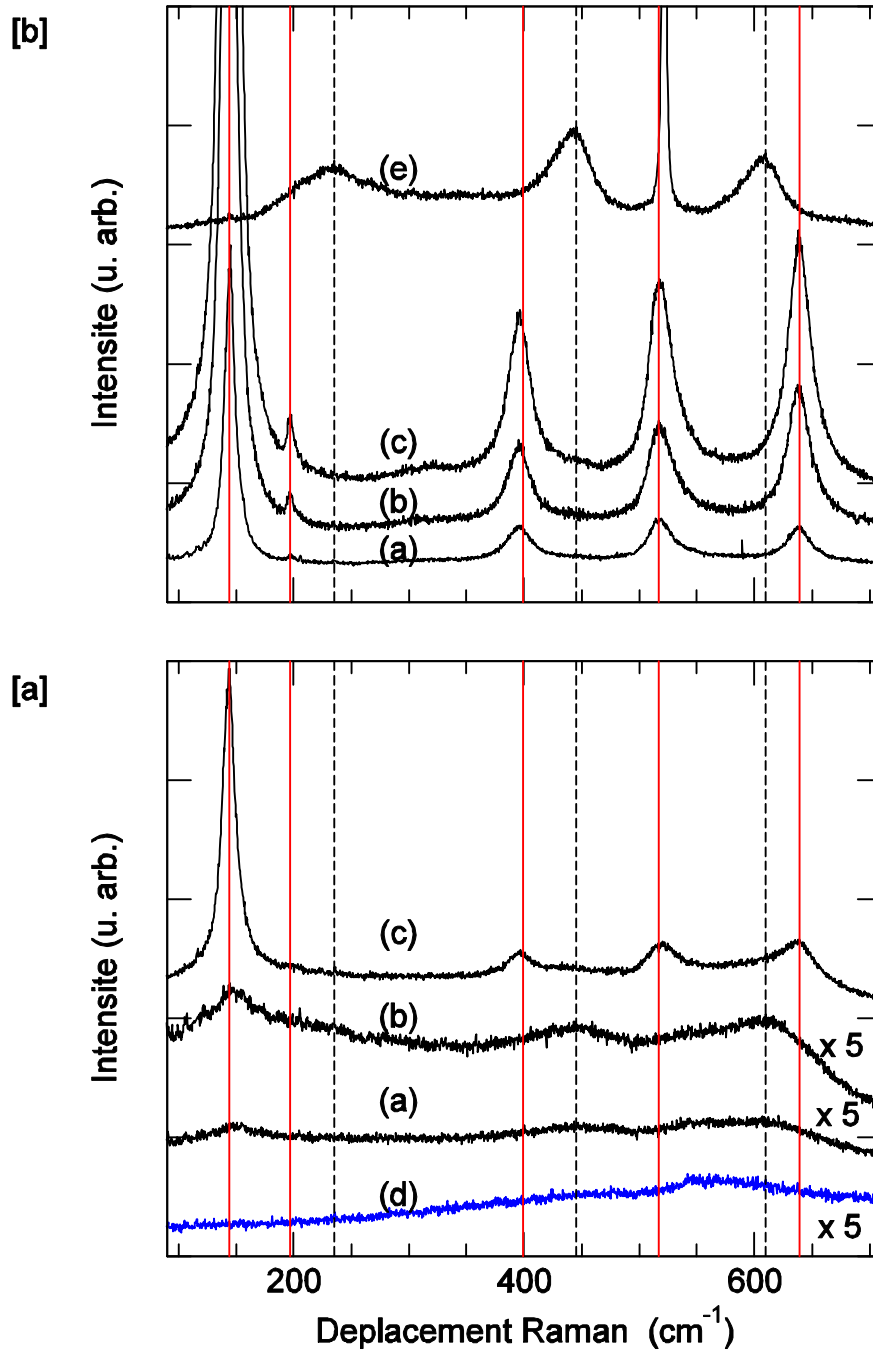 [b]
Intensite (u. arb.)
(e)
(c)
(b)
(a)
[a]
Intensite (u. arb.)
(c)
(b)
x 5
(a)
x 5
(d)
x 5
200 400 600
Deplacement Raman (cm⁻¹)